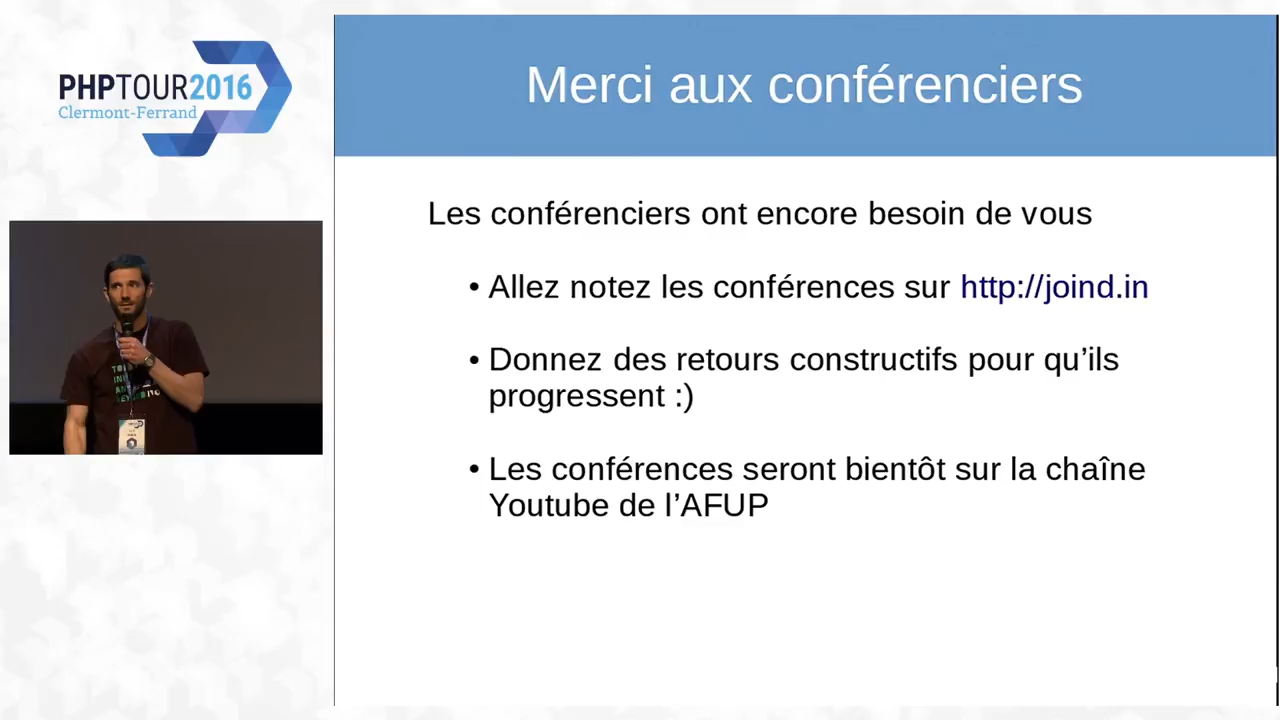 PHPTOUR2016
Clermont-Ferrand
Merci aux conférenciers
Les conférenciers ont encore besoin de vous
• Allez notez les conférences sur http://joind.in
• Donnez des retours constructifs pour qu’ils
progressent :)
• Les conférences seront bientôt sur la chaîne
Youtube de l’AFUP